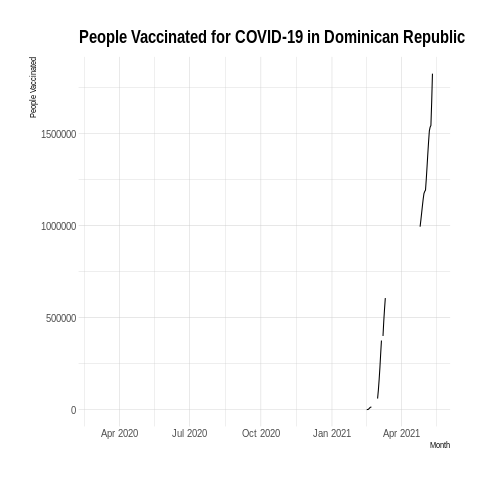 People Vaccinated for COVID-19 in Dominican Republic
People Vaccinated
1500000
1000000
500000
0
Apr 2020
Jul 2020
Oct 2020
Jan 2021
Apr 2021
Month